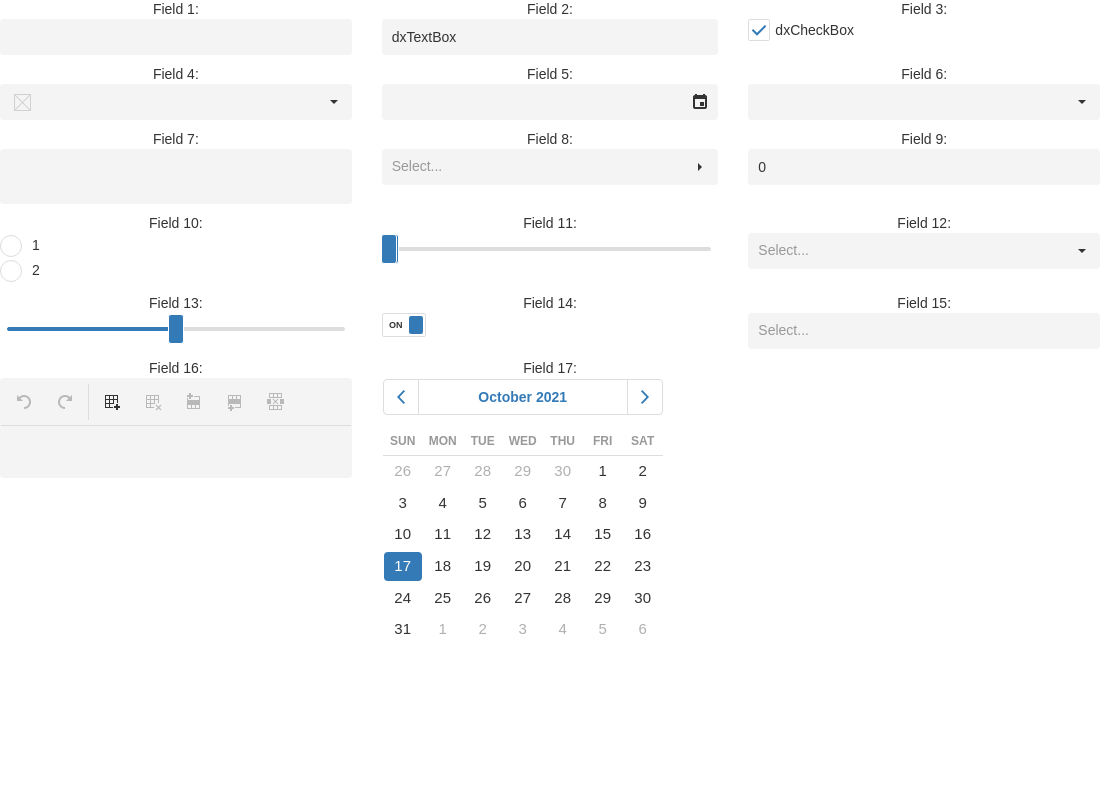 Field 1: Field 2: Field 3:
dxTextBox dxCheckBox
Field 4: Field 5: Field 6:
Field 7: Field 8: Field 9:
Select... 0
Field 10: Field 11: Field 12:
1 Select...
2
Field 13: Field 14: Field 15:
ON Select...
Field 16: Field 17:
October 2021
SUN MON TUE WED THU FRI SAT
26 27 28 29 30 1 2
3 4 5 6 7 8 9
10 11 12 13 14 15 16
17 18 19 20 21 22 23
24 25 26 27 28 29 30
31 1 2 3 4 5 6